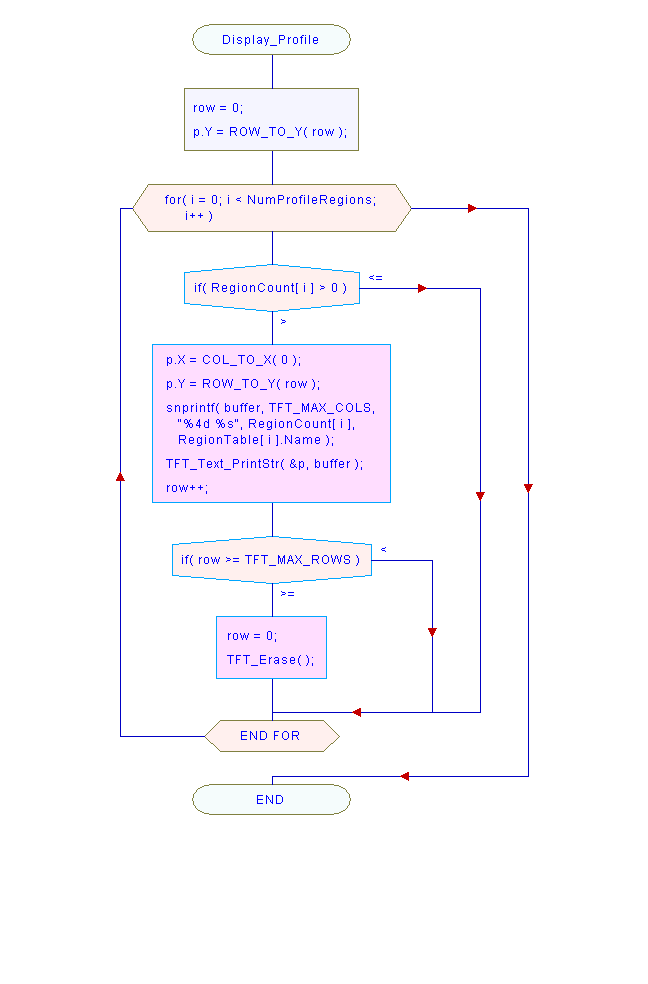 Display_Profile
row = 0;
p.Y = ROW_TO_Y( row );
for( i = 0; i < NumProfileRegions;
i++ )
if( RegionCount[ i ] > 0 )
<=
>
p.X = COL_TO_X( 0 );
p.Y = ROW_TO_Y( row );
snprintf( buffer, TFT_MAX_COLS,
"%4d %s", RegionCount[ i ],
RegionTable[ i ].Name );
TFT_Text_PrintStr( &p, buffer );
row++;
if( row >= TFT_MAX_ROWS )
<
>=
row = 0;
TFT_Erase( );
END FOR
END